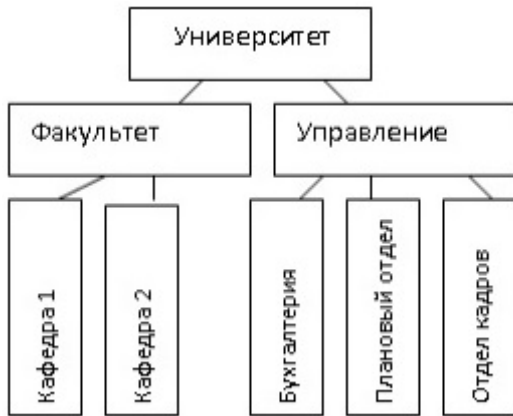 Университет
Факультет
Управление
Кафедра 1
Кафедра 2
Бухгалтерия
Плановый отдел
Отдел кадров